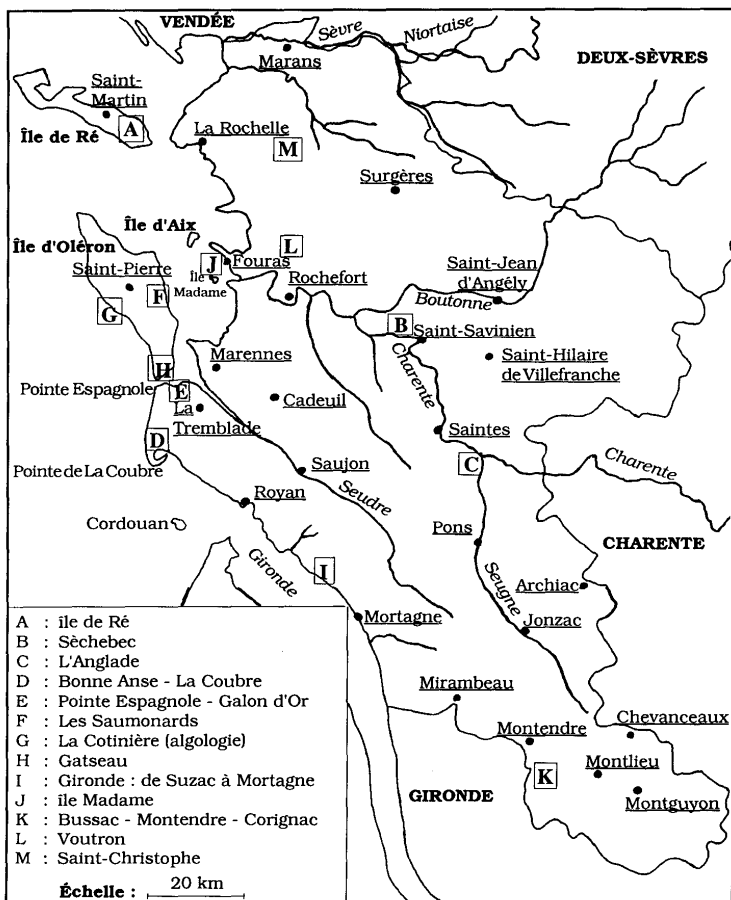 VENDÉE
Sèvre
Niortaise
Marans
DEUX-SÈVRES
Saint-
Martin
A
Île de Ré
La Rochelle
M
Surgères
Île d'Aix
Île d'Oléron
L
J
Fouras
Saint-Pierre
Île
Madame
F
Rochefort
Saint-Jean
d'Angély
Boutonne
G
B
Saint-Savinien
Marennes
Charente
Saint-Hilaire
de Villefranche
H
Pointe Espagnole
E
La
Tremblade
Cadeuil
Saintes
D
Pointe de La Coubre
Saujon
C
Charente
Royan
Seudre
Cordouan
Pons
CHARENTE
Gironde
I
Seugne
Archiac
Mortagne
Jonzac
Mirambeau
Chevanceaux
Montendre
K
Montlieu
GIRONDE
Montguyon
A : île de Ré
B : Sèchebec
C : L'Anglade
D : Bonne Anse - La Coubre
E : Pointe Espagnole - Galon d'Or
F : Les Saumonards
G : La Cotinière (algologie)
H : Gatseau
I : Gironde : de Suzac à Mortagne
J : île Madame
K : Bussac - Montendre - Corignac
L : Voutron
M : Saint-Christophe
Échelle : 20 km